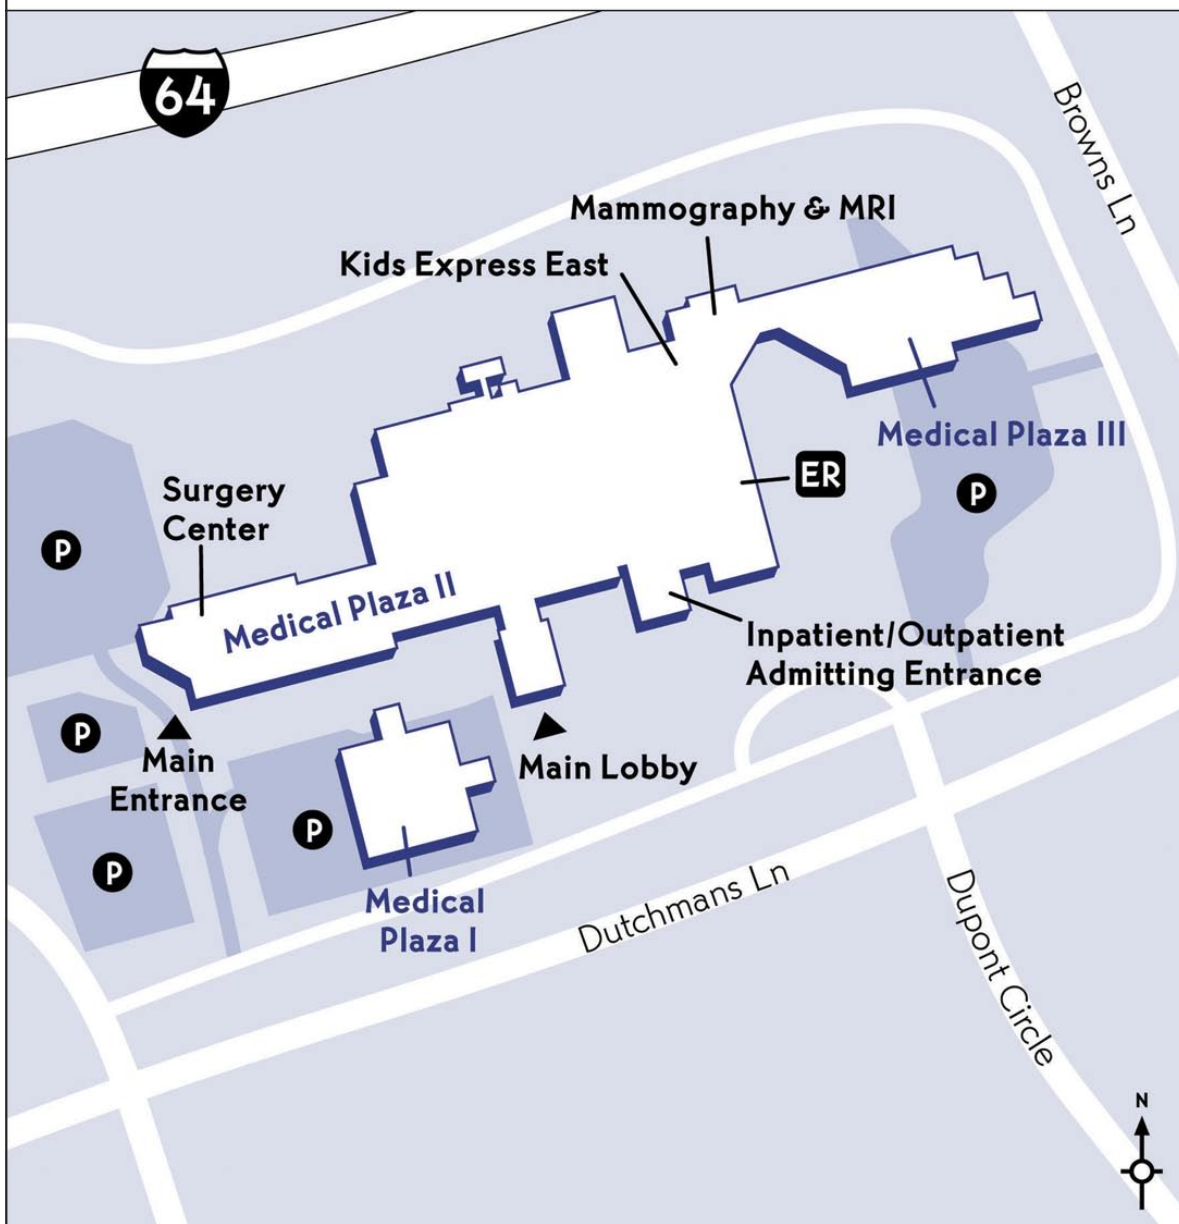 64
Browns Ln
Mammography & MRI
Kids Express East
Medical Plaza III
ER
P
Surgery
Center
P
Medical Plaza II
Inpatient/Outpatient
Admitting Entrance
P
Main
Entrance
Main Lobby
P
P
Medical
Plaza I
Dutchmans Ln
Dupont Circle
N